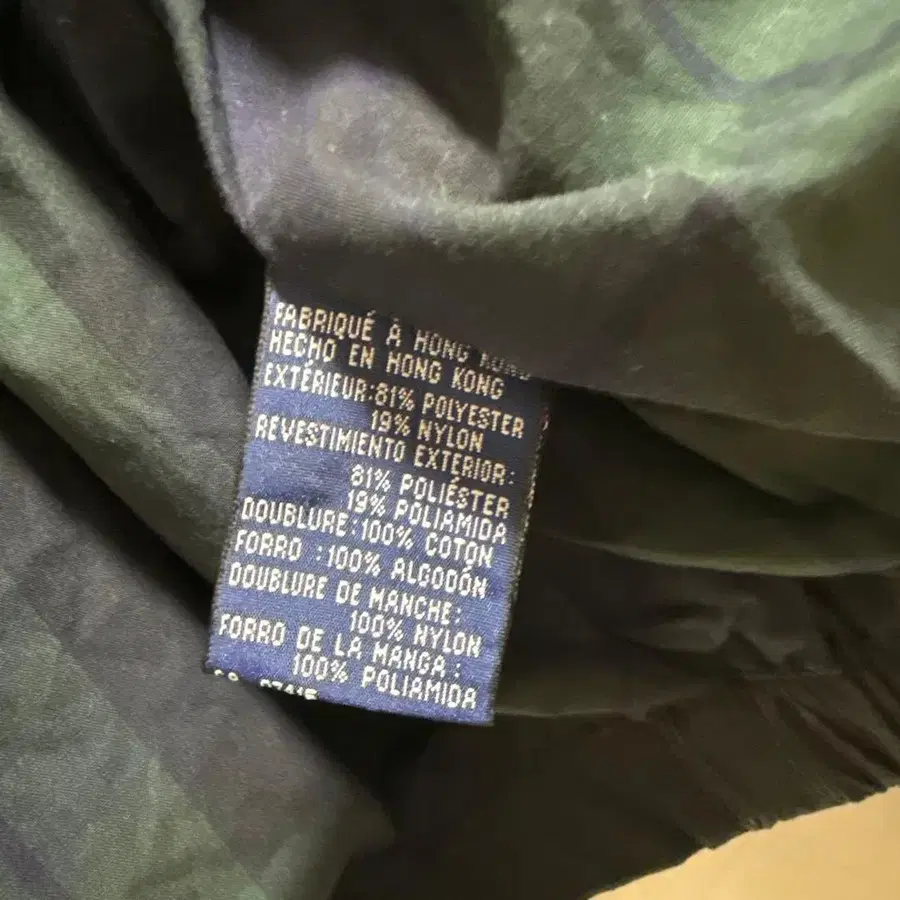 FABRIQUÉ À HONG KONG
HECHO EN HONG KONG
EXTÉRIEUR:81% POLYESTER
19% NYLON
REVESTIMIENTO EXTERIOR:
81% POLIÉSTER
19% POLIAMIDA
DOUBLURE:100% COTON
FORRO :100% ALGODÓN
DOUBLURE DE MANCHE:
100% NYLON
FORRO DE LA MANGA:
100% POLIAMIDA